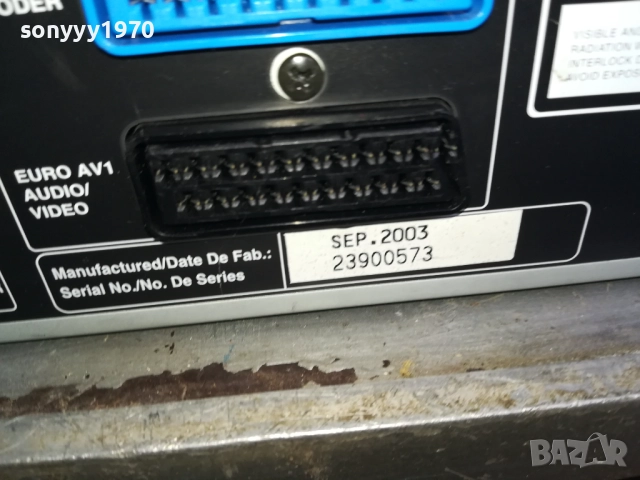 ODER
sonyyy1970
VISIBLE AND
RADIATION
INTERLOCK D
AVOID EXPOS
EURO AV1
AUDIO/
VIDEO
Manufactured/Date De Fab.: SEP.2003
Serial No./No. De Series 23900573
BAZAR